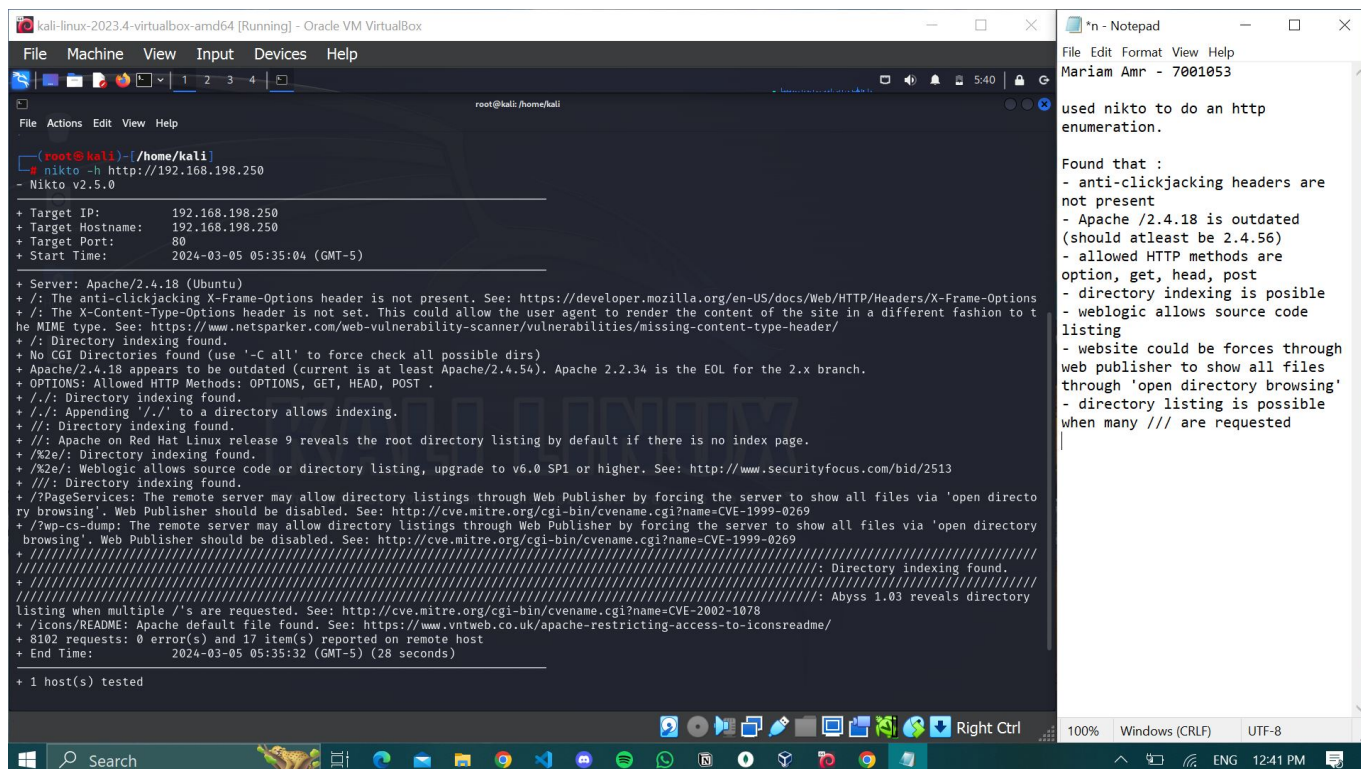 kali-linux-2023.4-virtualbox-amd64 [Running] - Oracle VM VirtualBox
File Machine View Input Devices Help
1 2 3 4
5:40
root@kali: /home/kali
File Actions Edit View Help
(root㉿kali)-[/home/kali]
# nikto -h http://192.168.198.250
- Nikto v2.5.0
+ Target IP: 192.168.198.250
+ Target Hostname: 192.168.198.250
+ Target Port: 80
+ Start Time: 2024-03-05 05:35:04 (GMT-5)
+ Server: Apache/2.4.18 (Ubuntu)
+ /: The anti-clickjacking X-Frame-Options header is not present. See: https://developer.mozilla.org/en-US/docs/Web/HTTP/Headers/X-Frame-Options
+ /: The X-Content-Type-Options header is not set. This could allow the user agent to render the content of the site in a different fashion to t
he MIME type. See: https://www.netsparker.com/web-vulnerability-scanner/vulnerabilities/missing-content-type-header/
+ /: Directory indexing found.
+ No CGI Directories found (use '-C all' to force check all possible dirs)
+ Apache/2.4.18 appears to be outdated (current is at least Apache/2.4.54). Apache 2.2.34 is the EOL for the 2.x branch.
+ OPTIONS: Allowed HTTP Methods: OPTIONS, GET, HEAD, POST .
+ /./: Directory indexing found.
+ /./: Appending '/./' to a directory allows indexing.
+ //: Directory indexing found.
+ //: Apache on Red Hat Linux release 9 reveals the root directory listing by default if there is no index page.
+ /%2e/: Directory indexing found.
+ /%2e/: Weblogic allows source code or directory listing, upgrade to v6.0 SP1 or higher. See: http://www.securityfocus.com/bid/2513
+ ///: Directory indexing found.
+ /?PageServices: The remote server may allow directory listings through Web Publisher by forcing the server to show all files via 'open directo
ry browsing'. Web Publisher should be disabled. See: http://cve.mitre.org/cgi-bin/cvename.cgi?name=CVE-1999-0269
+ /?wp-cs-dump: The remote server may allow directory listings through Web Publisher by forcing the server to show all files via 'open directory
browsing'. Web Publisher should be disabled. See: http://cve.mitre.org/cgi-bin/cvename.cgi?name=CVE-1999-0269
+ ////////////////////////////////////////////////////////////////////////////////////////////////////////////////////////////////////////////
/////////////////////////////////////////////////////////////////////////////////////////////////////////////////: Directory indexing found.
+ ////////////////////////////////////////////////////////////////////////////////////////////////////////////////////////////////////////////
/////////////////////////////////////////////////////////////////////////////////////////////////////////////////: Abyss 1.03 reveals directory
listing when multiple /'s are requested. See: http://cve.mitre.org/cgi-bin/cvename.cgi?name=CVE-2002-1078
+ /icons/README: Apache default file found. See: https://www.vntweb.co.uk/apache-restricting-access-to-iconsreadme/
+ 8102 requests: 0 error(s) and 17 item(s) reported on remote host
+ End Time: 2024-03-05 05:35:32 (GMT-5) (28 seconds)
+ 1 host(s) tested
KALI LINUX
Right Ctrl
*n - Notepad
File Edit Format View Help
Mariam Amr - 7001053
used nikto to do an http
enumeration.
Found that :
- anti-clickjacking headers are
not present
- Apache /2.4.18 is outdated
(should atleast be 2.4.56)
- allowed HTTP methods are
option, get, head, post
- directory indexing is posible
- weblogic allows source code
listing
- website could be forces through
web publisher to show all files
through 'open directory browsing'
- directory listing is possible
when many /// are requested
100% Windows (CRLF) UTF-8
Search
ENG 12:41 PM